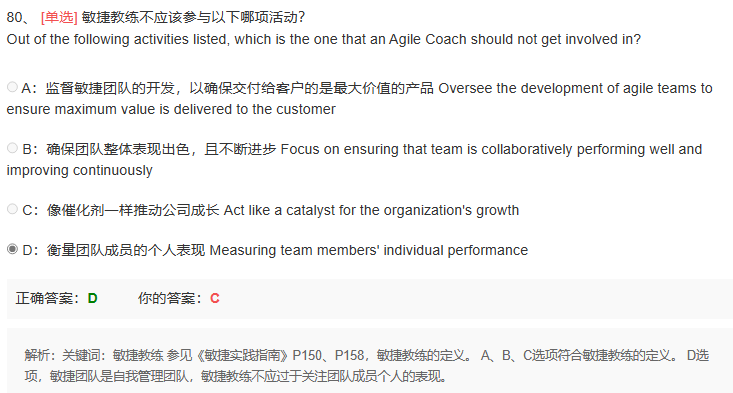 80、 [单选] 敏捷教练不应该参与以下哪项活动？
Out of the following activities listed, which is the one that an Agile Coach should not get involved in?
A：监督敏捷团队的开发，以确保交付给客户的是最大价值的产品 Oversee the development of agile teams to
ensure maximum value is delivered to the customer
B：确保团队整体表现出色，且不断进步 Focus on ensuring that team is collaboratively performing well and
improving continuously
C：像催化剂一样推动公司成长 Act like a catalyst for the organization's growth
D：衡量团队成员的个人表现 Measuring team members' individual performance
正确答案：D 你的答案：C
解析：关键词：敏捷教练 参见《敏捷实践指南》P150、P158，敏捷教练的定义。 A、B、C选项符合敏捷教练的定义。 D选
项，敏捷团队是自我管理团队，敏捷教练不应过于关注团队成员个人的表现。